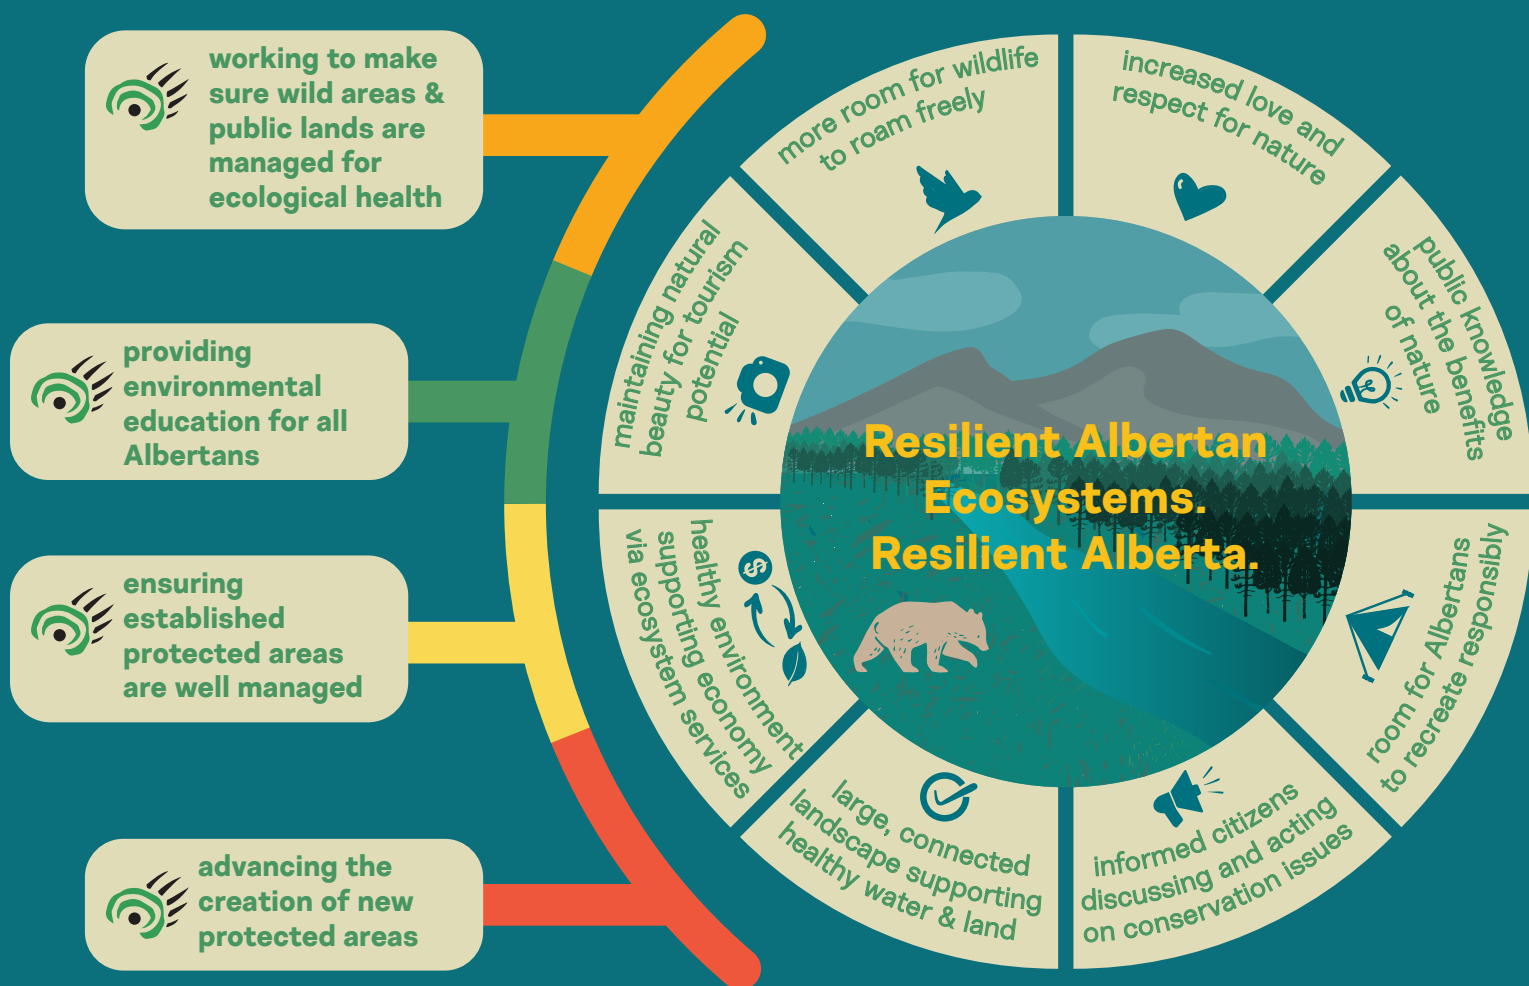 working to make
sure wild areas &
public lands are
managed for
ecological health
providing
environmental
education for all
Albertans
ensuring
established
protected areas
are well managed
advancing the
creation of new
protected areas
more room for wildlife
to roam freely
increased love and
respect for nature
public knowledge
about the benefits
of nature
room for Albertans
to recreate responsibly
informed citizens
discussing and acting
on conservation issues
large, connected
landscape supporting
healthy water & land
healthy environment
supporting economy
via ecosystem services
$
maintaining natural
beauty for tourism
potential
Resilient Albertan
Ecosystems.
Resilient Alberta.